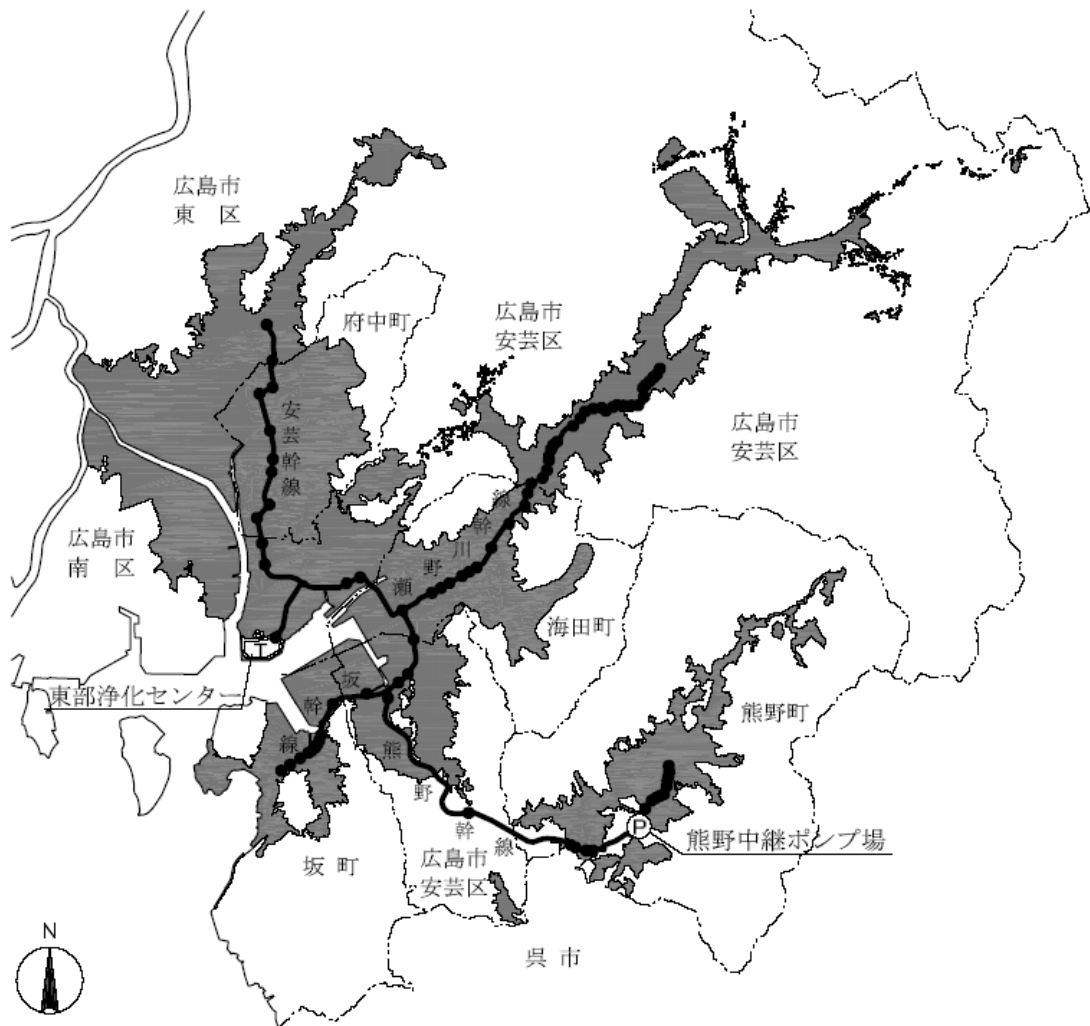 広島市
東 区
府中町
広島市
安芸区
広島市
安芸区
安芸幹線
広島市
南 区
瀬野川幹線
海田町
T
東部浄化センター
坂幹線
熊野町
熊野幹線
P
熊野中継ポンプ場
坂 町
広島市
安芸区
呉 市
N